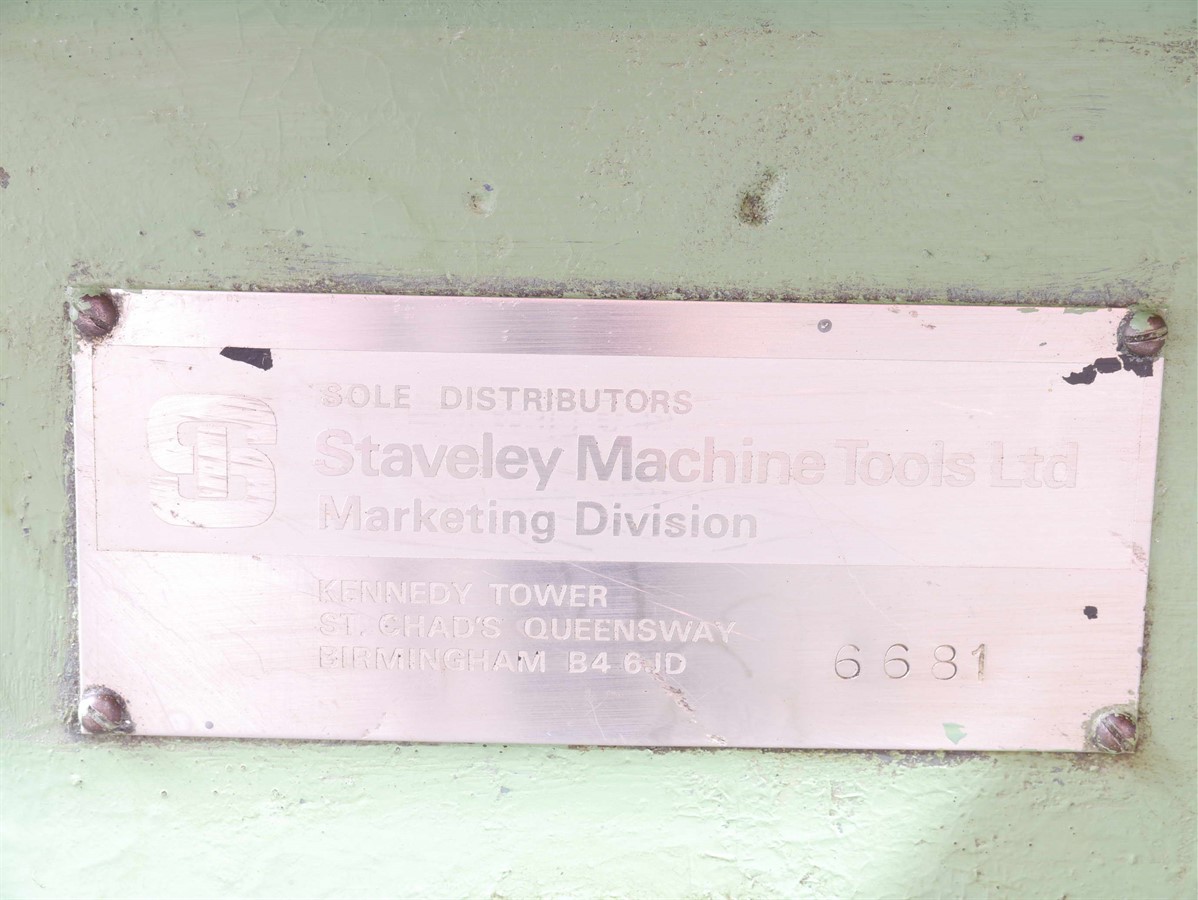 SOLE DISTRIBUTORS
Staveley Machine Tools Ltd
Marketing Division
KENNEDY TOWER
ST. CHAD'S QUEENSWAY
BIRMINGHAM B4 6JD
6681